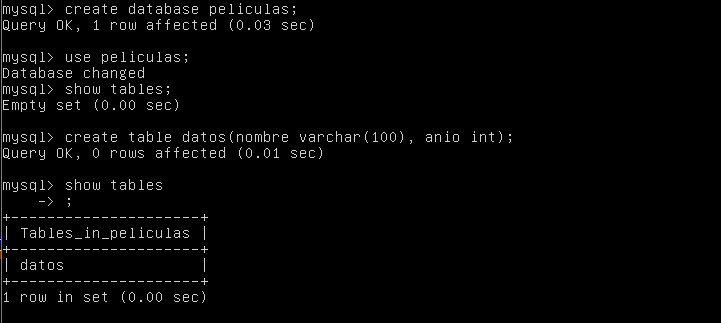 mysql> create database peliculas;
Query OK, 1 row affected (0.03 sec)
mysql> use peliculas;
Database changed
mysql> show tables;
Empty set (0.00 sec)
mysql> create table datos(nombre varchar(100), anio int);
Query OK, 0 rows affected (0.01 sec)
mysql> show tables
    -> ;
+---------------------+
| Tables_in_peliculas |
+---------------------+
| datos               |
+---------------------+
1 row in set (0.00 sec)